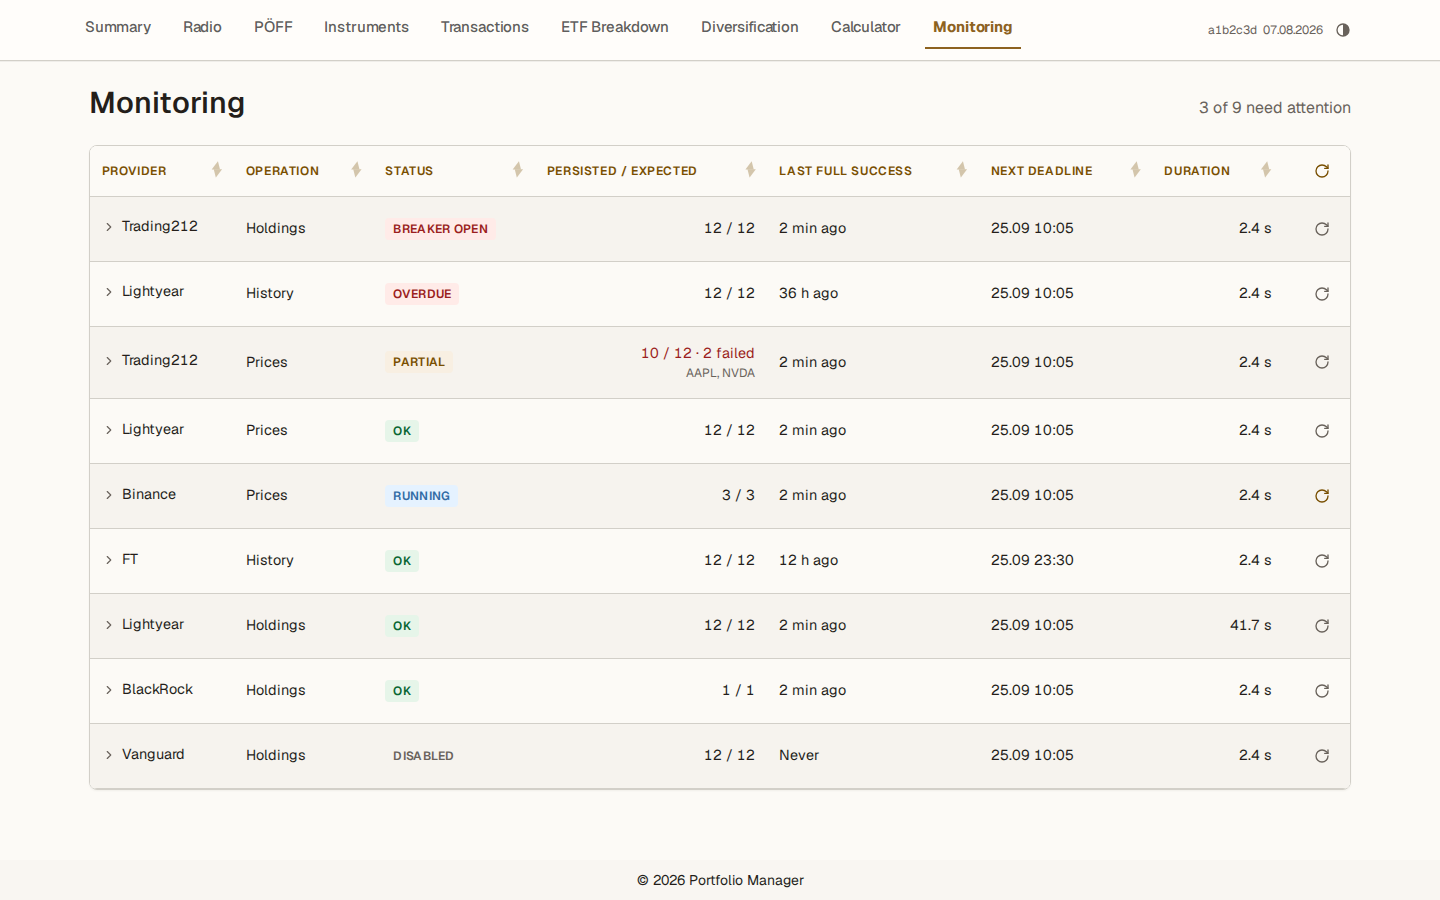 Summary Radio PÖFF Instruments Transactions ETF Breakdown Diversification Calculator Monitoring a1b2c3d 07.08.2026
Monitoring 3 of 9 need attention
PROVIDER OPERATION STATUS PERSISTED / EXPECTED LAST FULL SUCCESS NEXT DEADLINE DURATION
Trading212 Holdings BREAKER OPEN 12 / 12 2 min ago 25.09 10:05 2.4 s
Lightyear History OVERDUE 12 / 12 36 h ago 25.09 10:05 2.4 s
Trading212 Prices PARTIAL 10 / 12 · 2 failed 2 min ago 25.09 10:05 2.4 s
AAPL, NVDA
Lightyear Prices OK 12 / 12 2 min ago 25.09 10:05 2.4 s
Binance Prices RUNNING 3 / 3 2 min ago 25.09 10:05 2.4 s
FT History OK 12 / 12 12 h ago 25.09 23:30 2.4 s
Lightyear Holdings OK 12 / 12 2 min ago 25.09 10:05 41.7 s
BlackRock Holdings OK 1 / 1 2 min ago 25.09 10:05 2.4 s
Vanguard Holdings DISABLED 12 / 12 Never 25.09 10:05 2.4 s
© 2026 Portfolio Manager